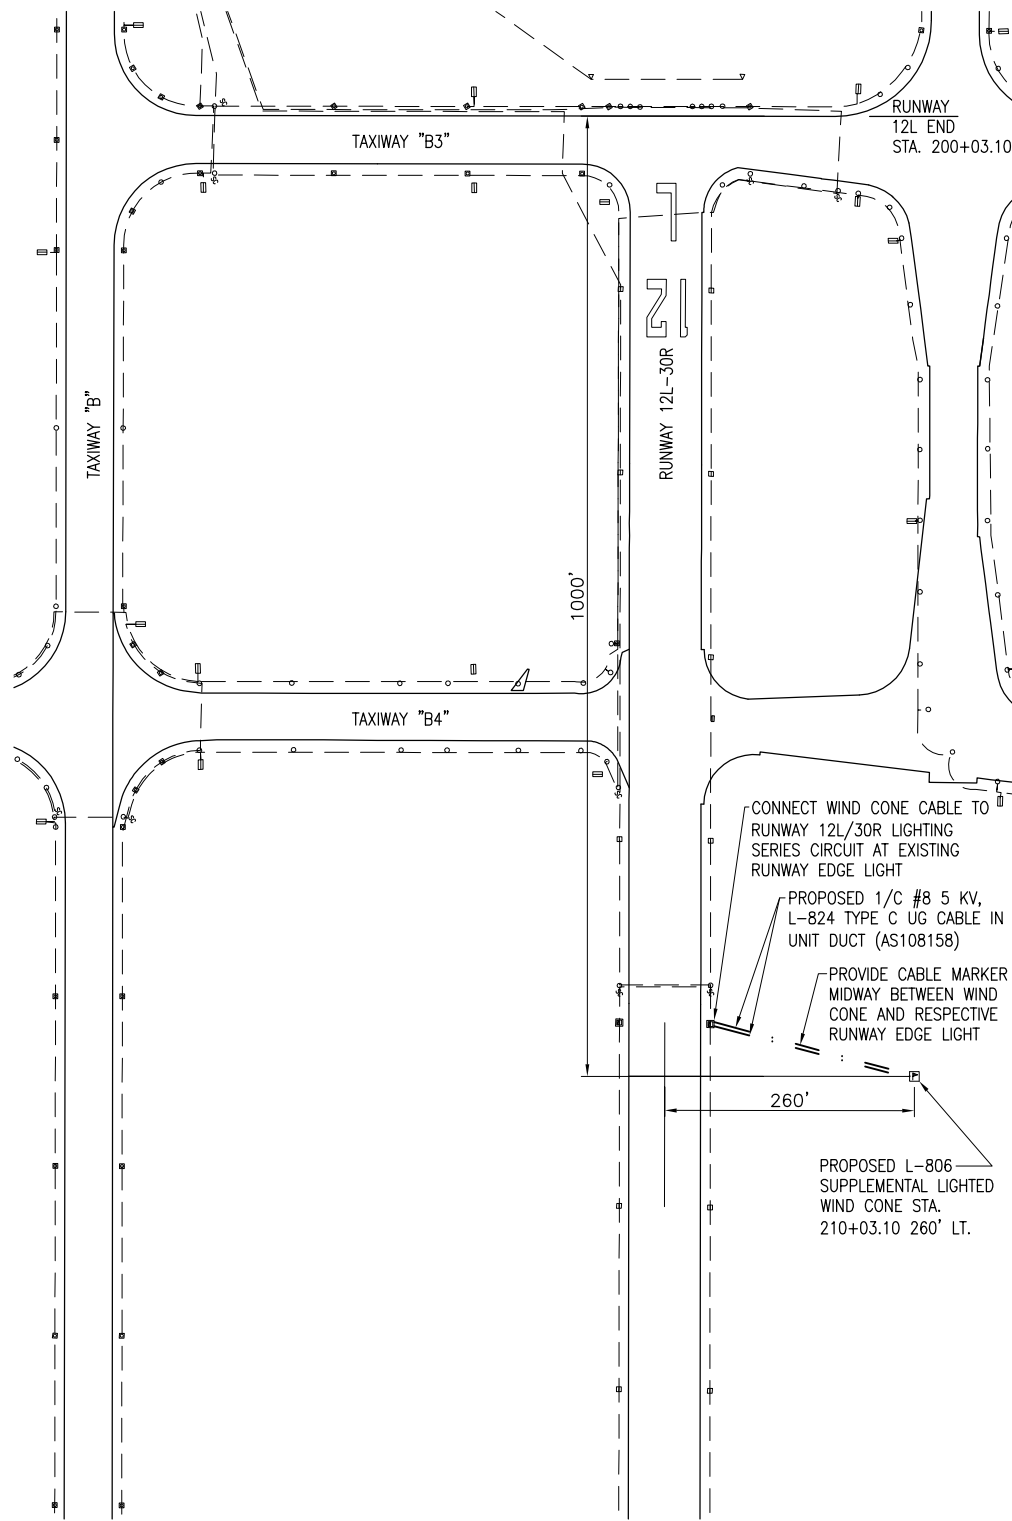 RUNWAY
12L END
STA. 200+03.10
TAXIWAY "B3"
L
12
RUNWAY 12L-30R
TAXIWAY "B"
1000'
TAXIWAY "B4"
CONNECT WIND CONE CABLE TO
RUNWAY 12L/30R LIGHTING
SERIES CIRCUIT AT EXISTING
RUNWAY EDGE LIGHT
PROPOSED 1/C #8 5 KV,
L-824 TYPE C UG CABLE IN
UNIT DUCT (AS108158)
PROVIDE CABLE MARKER
MIDWAY BETWEEN WIND
CONE AND RESPECTIVE
RUNWAY EDGE LIGHT
260'
PROPOSED L-806
SUPPLEMENTAL LIGHTED
WIND CONE STA.
210+03.10 260' LT.